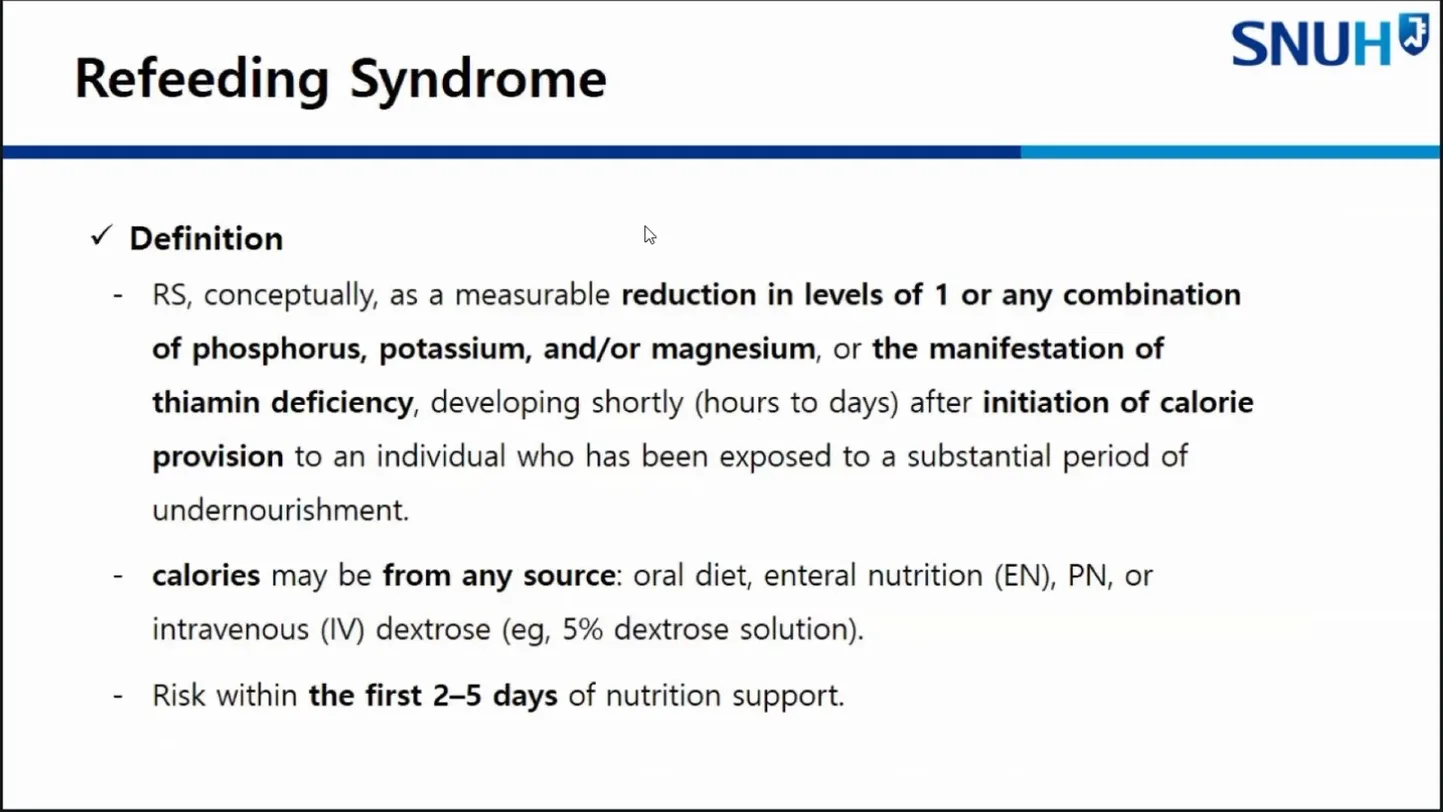 SNUH
Refeeding Syndrome
✓ Definition
- RS, conceptually, as a measurable reduction in levels of 1 or any combination
of phosphorus, potassium, and/or magnesium, or the manifestation of
thiamin deficiency, developing shortly (hours to days) after initiation of calorie
provision to an individual who has been exposed to a substantial period of
undernourishment.
- calories may be from any source: oral diet, enteral nutrition (EN), PN, or
intravenous (IV) dextrose (eg, 5% dextrose solution).
- Risk within the first 2–5 days of nutrition support.